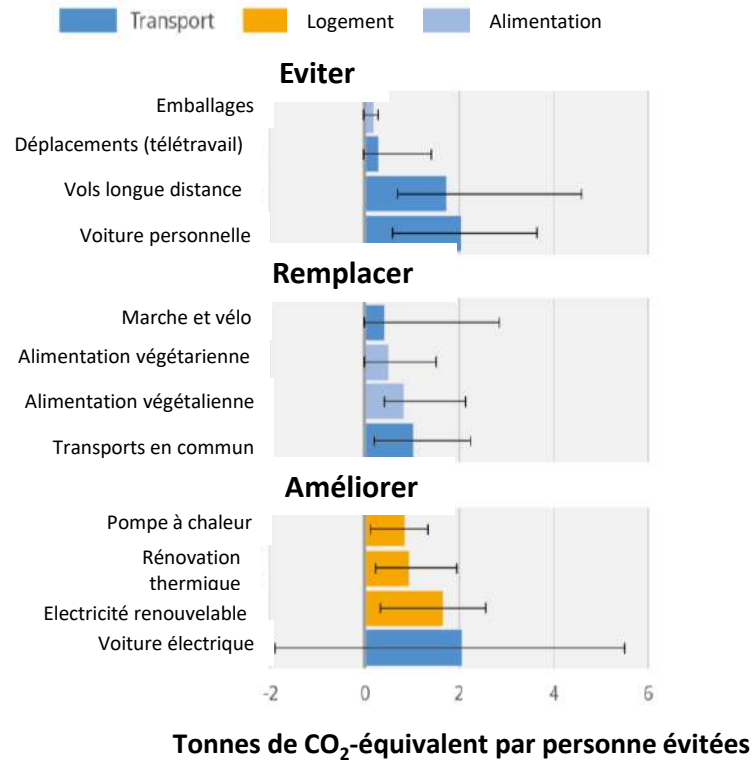 Transport Logement Alimentation
Eviter
Emballages
Déplacements (télétravail)
Vols longue distance
Voiture personnelle
Remplacer
Marche et vélo
Alimentation végétarienne
Alimentation végétalienne
Transports en commun
Améliorer
Pompe à chaleur
Rénovation
thermique
Electricité renouvelable
Voiture électrique
-2 0 2 4 6
Tonnes de CO₂-équivalent par personne évitées